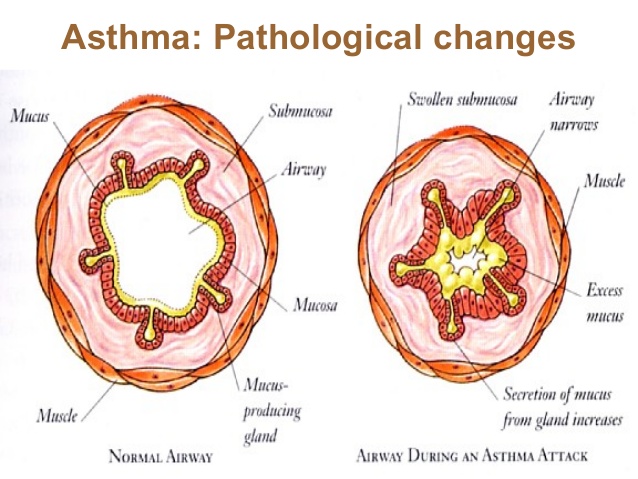 Asthma: Pathological changes
Mucus
Submucosa
Airway
Mucosa
Mucus-
producing
gland
Muscle
NORMAL AIRWAY
Swollen submucosa
Airway
narrows
Muscle
Excess
mucus
Secretion of mucus
from gland increases
AIRWAY DURING AN ASTHMA ATTACK